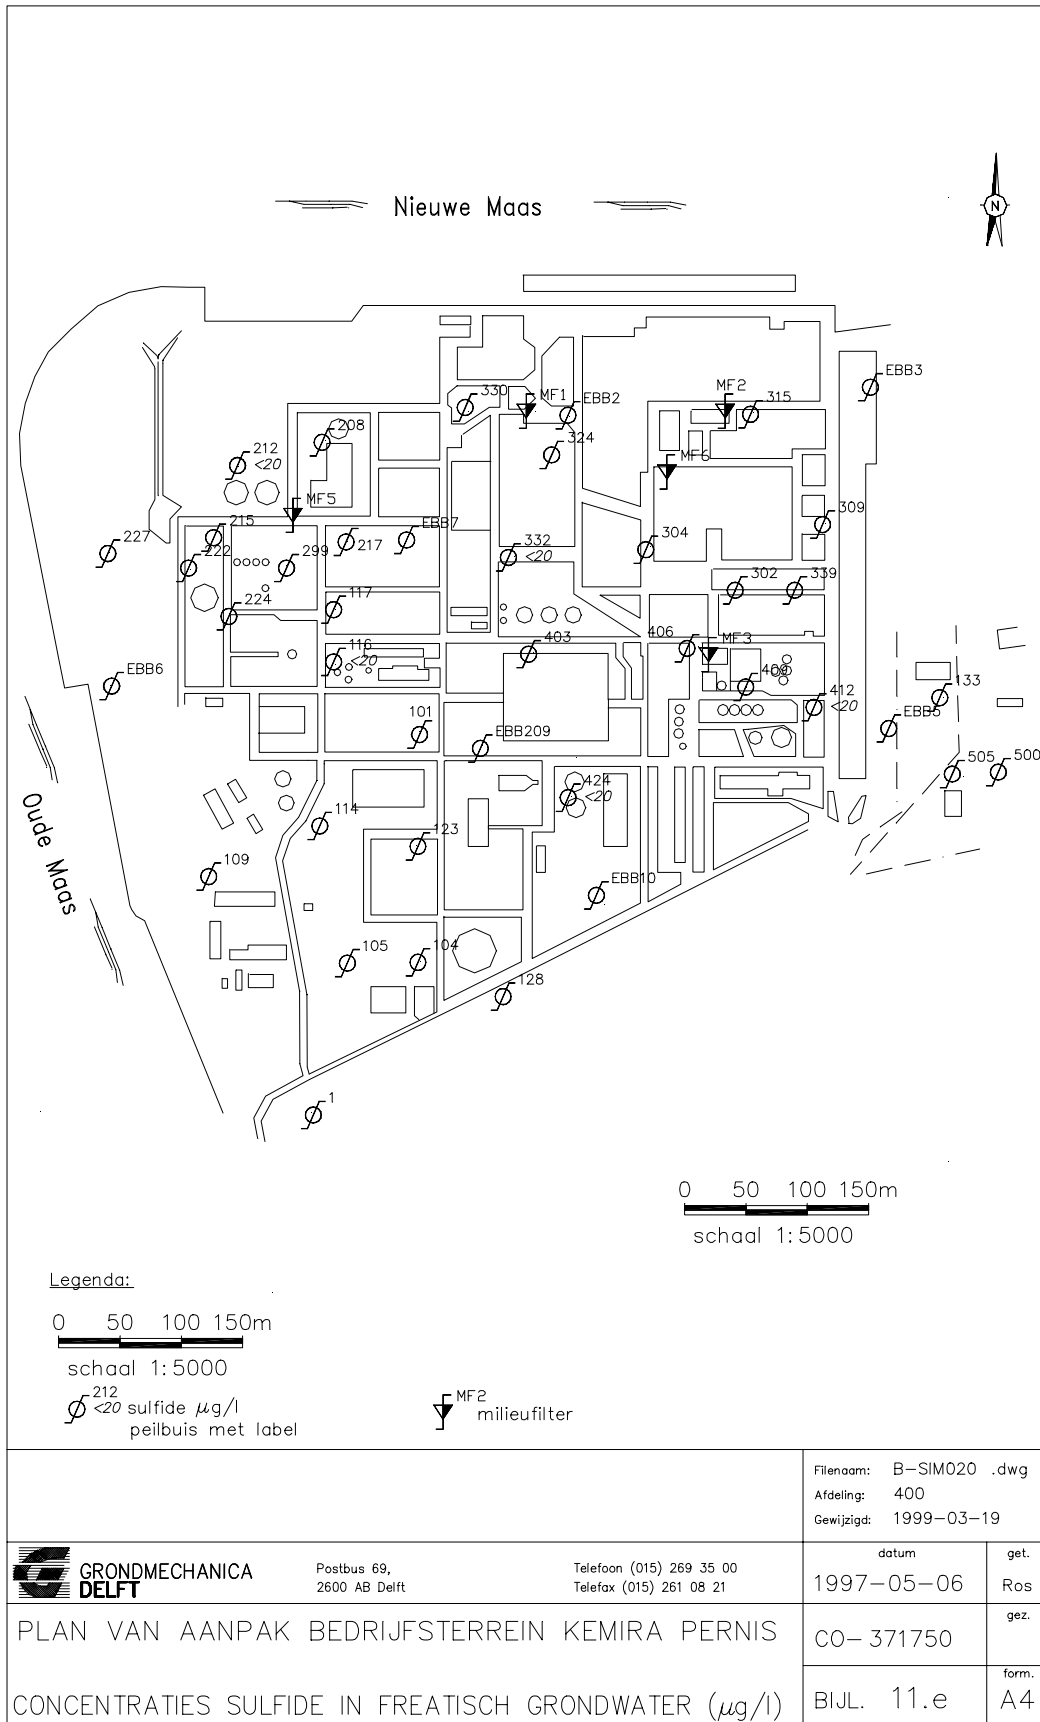 Nieuwe Maas
N
EBB3
330
MF1
EBB2
MF2
315
208
324
212
<20
MF6
MF5
309
215
EBB7
227
217
332
<20
304
222
299
302
339
224
117
116
<20
403
406
MF3
EBB6
409
133
412
<20
101
EBB5
EBB209
505
500
424
<20
Oude Maas
114
123
109
EBB10
105
104
128
1
0 50 100 150m
schaal 1:5000
Legenda:
0 50 100 150m
schaal 1:5000
212
<20 sulfide µg/l
peilbuis met label
MF2
milieufilter
Filenaam: B-SIM020 .dwg
Afdeling: 400
Gewijzigd: 1999-03-19
GRONDMECHANICA
DELFT
Postbus 69,
2600 AB Delft
Telefoon (015) 269 35 00
Telefax (015) 261 08 21
datum
1997-05-06
get.
Ros
PLAN VAN AANPAK BEDRIJFSTERREIN KEMIRA PERNIS
CO-371750
gez.
CONCENTRATIES SULFIDE IN FREATISCH GRONDWATER (µg/l)
BIJL. 11.e
form.
A4